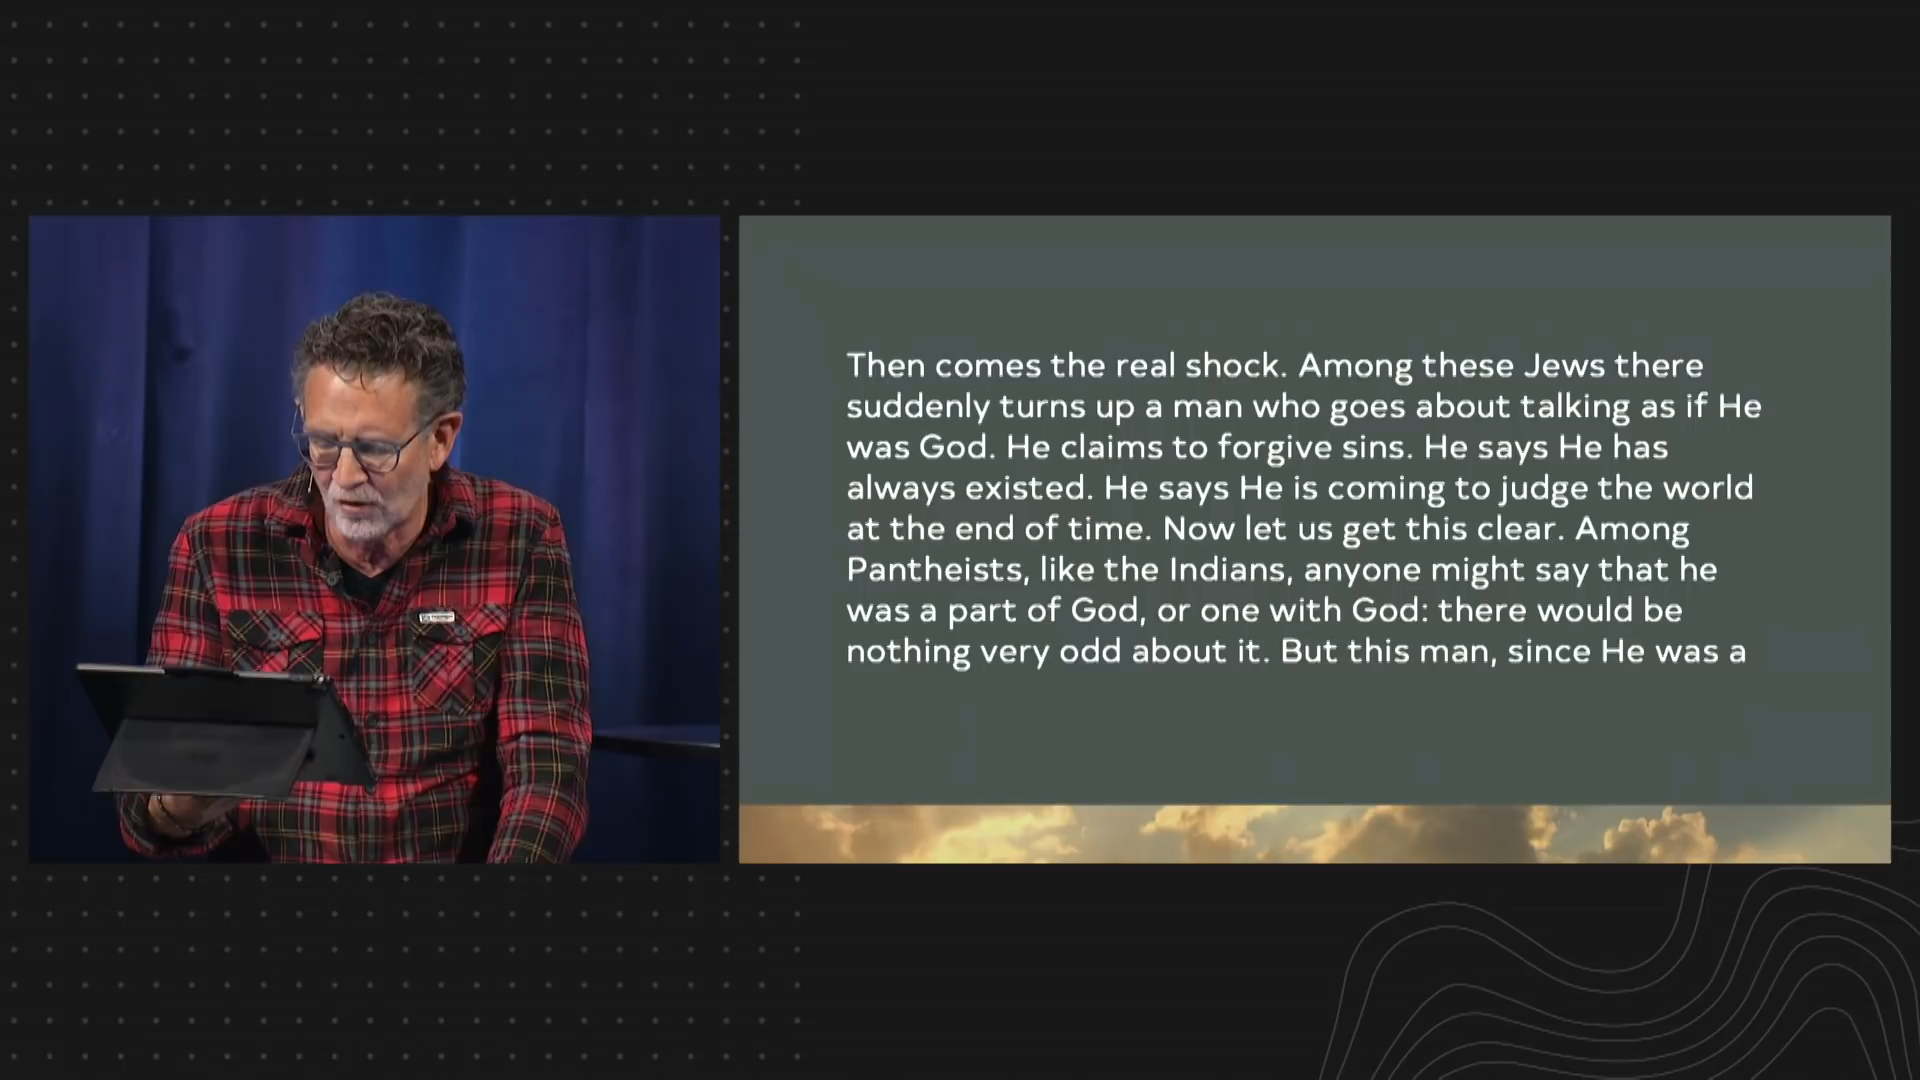 Then comes the real shock. Among these Jews there
suddenly turns up a man who goes about talking as if He
was God. He claims to forgive sins. He says He has
always existed. He says He is coming to judge the world
at the end of time. Now let us get this clear. Among
Pantheists, like the Indians, anyone might say that he
was a part of God, or one with God: there would be
nothing very odd about it. But this man, since He was a